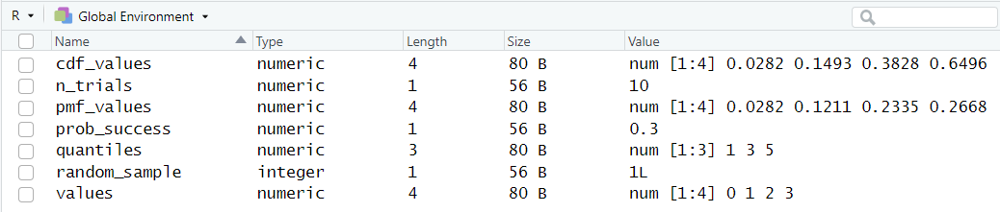 R Global Environment
Name Type Length Size Value
cdf_values numeric 4 80 B num [1:4] 0.0282 0.1493 0.3828 0.6496
n_trials numeric 1 56 B 10
pmf_values numeric 4 80 B num [1:4] 0.0282 0.1211 0.2335 0.2668
prob_success numeric 1 56 B 0.3
quantiles numeric 3 80 B num [1:3] 1 3 5
random_sample integer 1 56 B 1L
values numeric 4 80 B num [1:4] 0 1 2 3